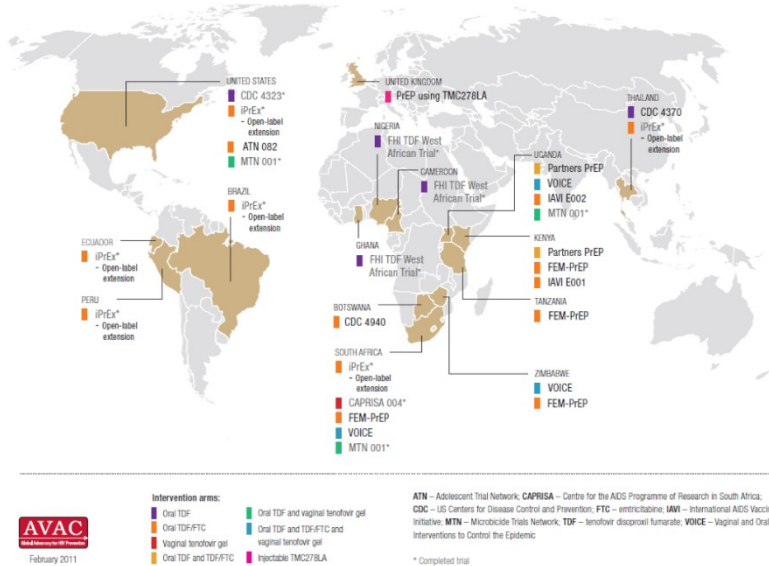 UNITED STATES
CDC 4323*
iPrEx*
- Open-label
extension
ATN 082
MTN 001*
UNITED KINGDOM
PrEP using TMC278LA
THAILAND
CDC 4370
iPrEx*
- Open-label
extension
NIGERIA
FHI TDF West
African Trial*
CAMEROON
FHI TDF West
African Trial*
UGANDA
Partners PrEP
VOICE
IAVI E002
MTN 001*
BRAZIL
iPrEx*
- Open-label
extension
ECUADOR
iPrEx*
- Open-label
extension
GHANA
FHI TDF West
African Trial*
KENYA
Partners PrEP
FEM-PrEP
IAVI E001
PERU
iPrEx*
- Open-label
extension
BOTSWANA
CDC 4940
TANZANIA
FEM-PrEP
SOUTH AFRICA
iPrEx*
- Open-label
extension
CAPRISA 004*
FEM-PrEP
VOICE
MTN 001*
ZIMBABWE
VOICE
FEM-PrEP
AVAC
Global Advocacy for HIV Prevention
February 2011
Intervention arms:
Oral TDF
Oral TDF/FTC
Vaginal tenofovir gel
Oral TDF and TDF/FTC
Oral TDF and vaginal tenofovir gel
Oral TDF and TDF/FTC and
vaginal tenofovir gel
Injectable TMC278LA
ATN – Adolescent Trial Network; CAPRISA – Centre for the AIDS Programme of Research in South Africa;
CDC – US Centers for Disease Control and Prevention; FTC – emtricitabine; IAVI – International AIDS Vaccin
Initiative; MTN – Microbicide Trials Network; TDF – tenofovir disoproxil fumarate; VOICE – Vaginal and Oral
Interventions to Control the Epidemic
* Completed trial